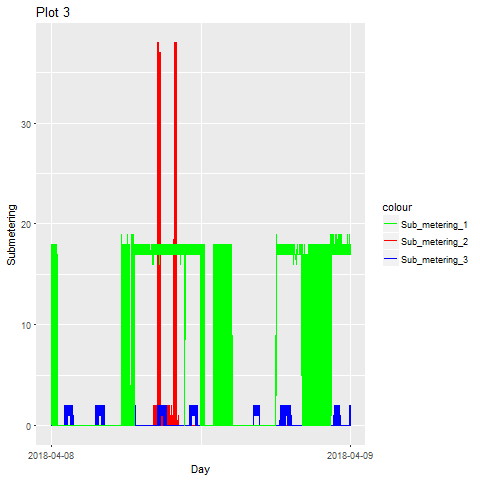 Plot 3
30
20
10
0
Submetering
2018-04-08
2018-04-09
Day
colour
Sub_metering_1
Sub_metering_2
Sub_metering_3